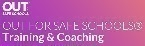 OUT.
OUT FOR SAFE SCHOOLS®
Training & Coaching